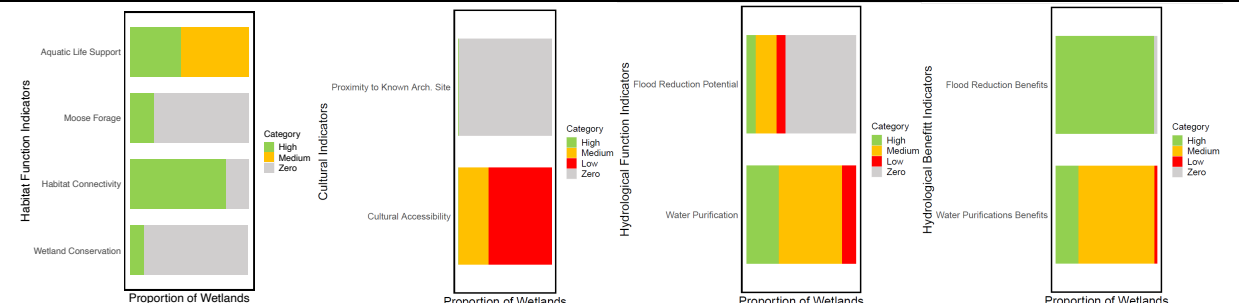 Habitat Function Indicators
Aquatic Life Support
Moose Forage
Habitat Connectivity
Wetland Conservation
Proportion of Wetlands
Category
High
Medium
Zero
Cultural Indicators
Proximity to Known Arch. Site
Cultural Accessibility
Proportion of Wetlands
Category
High
Medium
Low
Zero
Hydrological Function Indicators
Flood Reduction Potential
Water Purification
Proportion of Wetlands
Category
High
Medium
Low
Zero
Hydrological Benefitt Indicators
Flood Reduction Benefits
Water Purifications Benefits
Proportion of Wetlands
Category
High
Medium
Low
Zero